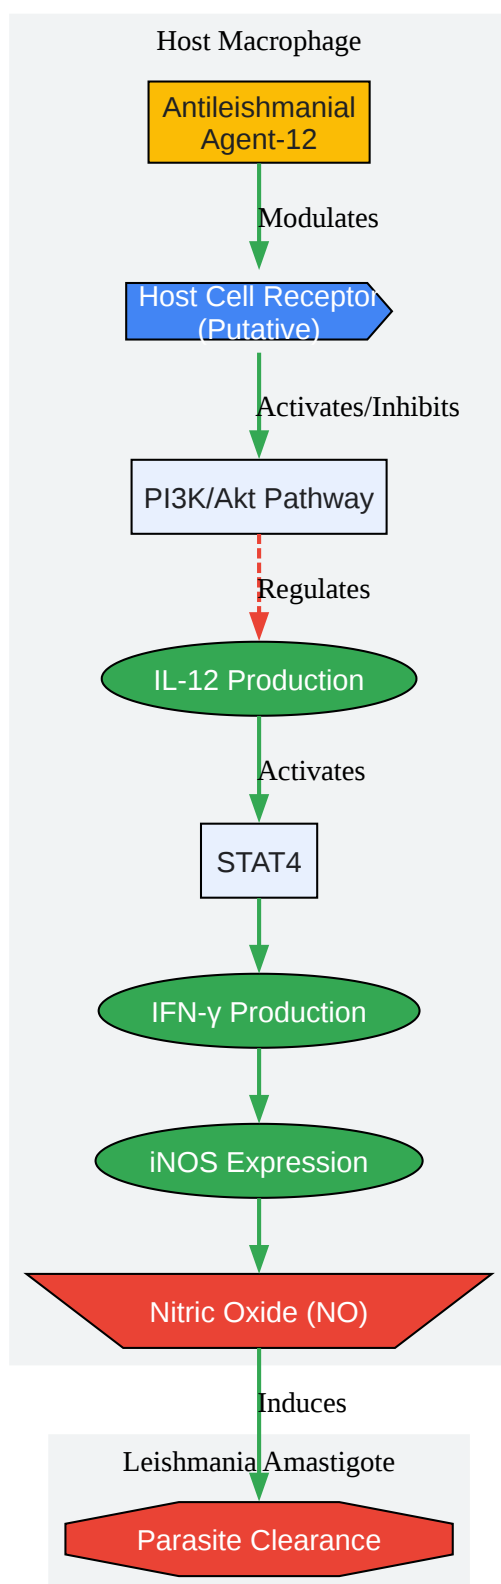 Host Macrophage
Antileishmanial
Agent-12
Modulates
Host Cell Receptor
(Putative)
Activates/Inhibits
PI3K/Akt Pathway
Regulates
IL-12 Production
Activates
STAT4
IFN-γ Production
iNOS Expression
Nitric Oxide (NO)
Induces
Leishmania Amastigote
Parasite Clearance